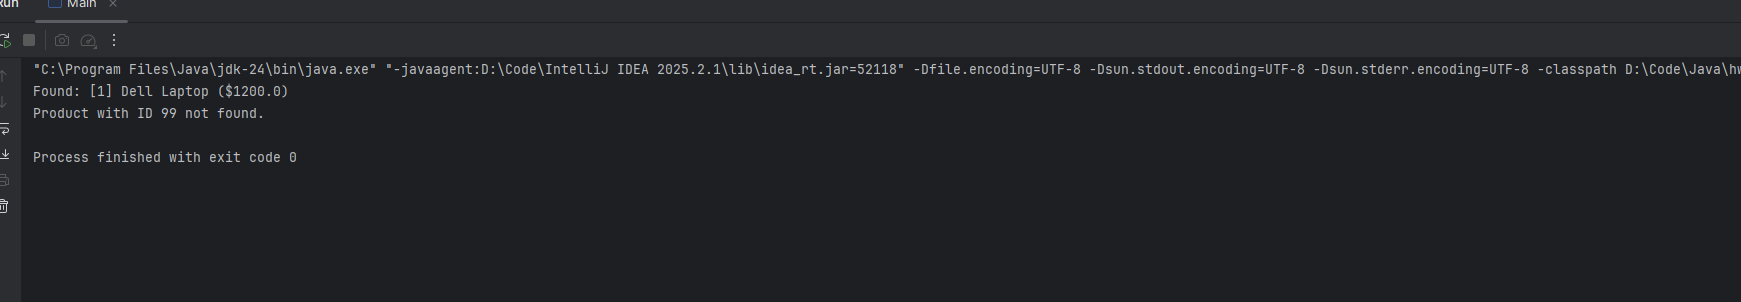 Run Main
"C:\Program Files\Java\jdk-24\bin\java.exe" "-javaagent:D:\Code\IntelliJ IDEA 2025.2.1\lib\idea_rt.jar=52118" -Dfile.encoding=UTF-8 -Dsun.stdout.encoding=UTF-8 -Dsun.stderr.encoding=UTF-8 -classpath D:\Code\Java\hw
Found: [1] Dell Laptop ($1200.0)
Product with ID 99 not found.
Process finished with exit code 0